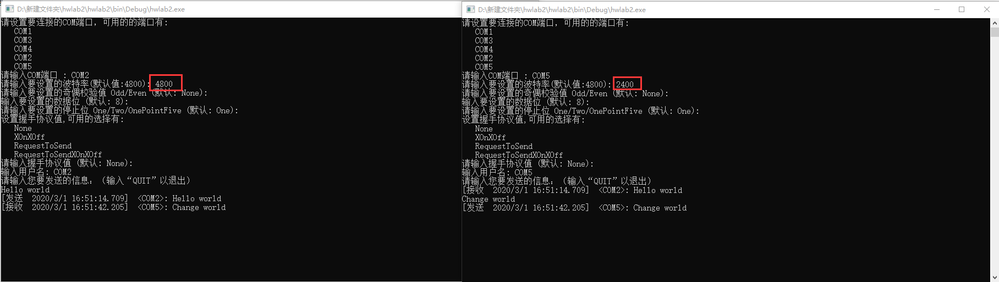 D:\新建文件夹\hwlab2\hwlab2\bin\Debug\hwlab2.exe
请设置要连接的COM端口，可用的的端口有:
COM1
COM3
COM4
COM2
COM5
请输入COM端口 : COM2
请输入要设置的波特率(默认值:4800): 4800
请输入要设置的奇偶校验值 Odd/Even (默认: None):
输入要设置的数据位 (默认: 8):
请输入要设置的停止位 One/Two/OnePointFive (默认: One):
设置握手协议值,可用的选择有:
None
XOnXOff
RequestToSend
RequestToSendXOnXOff
请输入握手协议值 (默认: None):
输入用户名: COM2
请输入您要发送的信息: （输入“QUIT”以退出）
Hello world
[发送  2020/3/1 16:51:14.709]  <COM2>: Hello world
[接收  2020/3/1 16:51:42.205]  <COM5>: Change world
D:\新建文件夹\hwlab2\hwlab2\bin\Debug\hwlab2.exe
请设置要连接的COM端口，可用的的端口有:
COM1
COM3
COM4
COM2
COM5
请输入COM端口 : COM5
请输入要设置的波特率(默认值:4800): 2400
请输入要设置的奇偶校验值 Odd/Even (默认: None):
输入要设置的数据位 (默认: 8):
请输入要设置的停止位 One/Two/OnePointFive (默认: One):
设置握手协议值,可用的选择有:
None
XOnXOff
RequestToSend
RequestToSendXOnXOff
请输入握手协议值 (默认: None):
输入用户名: COM5
请输入您要发送的信息: （输入“QUIT”以退出）
[接收  2020/3/1 16:51:14.709]  <COM2>: Hello world
Change world
[发送  2020/3/1 16:51:42.205]  <COM5>: Change world